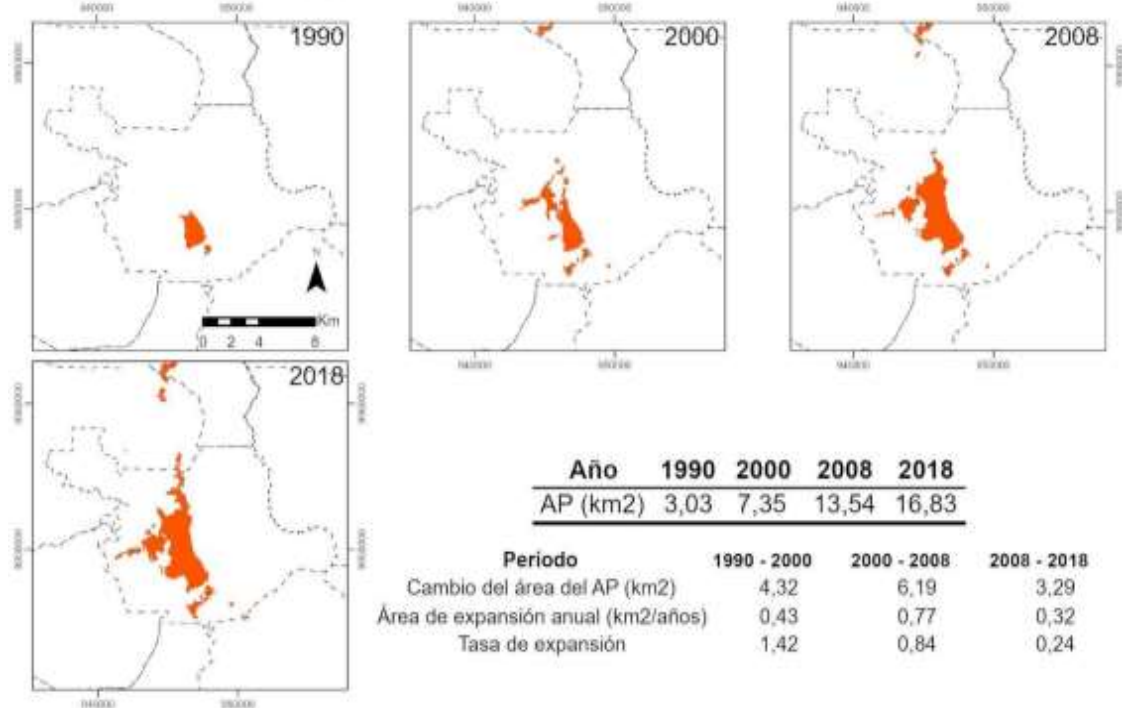 1990
2000
2008
N
Km
0 2 4 8
2018
Año 1990 2000 2008 2018
AP (km2) 3,03 7,35 13,54 16,83
Periodo 1990 - 2000 2000 - 2008 2008 - 2018
Cambio del área del AP (km2) 4,32 6,19 3,29
Área de expansión anual (km2/años) 0,43 0,77 0,32
Tasa de expansión 1,42 0,84 0,24